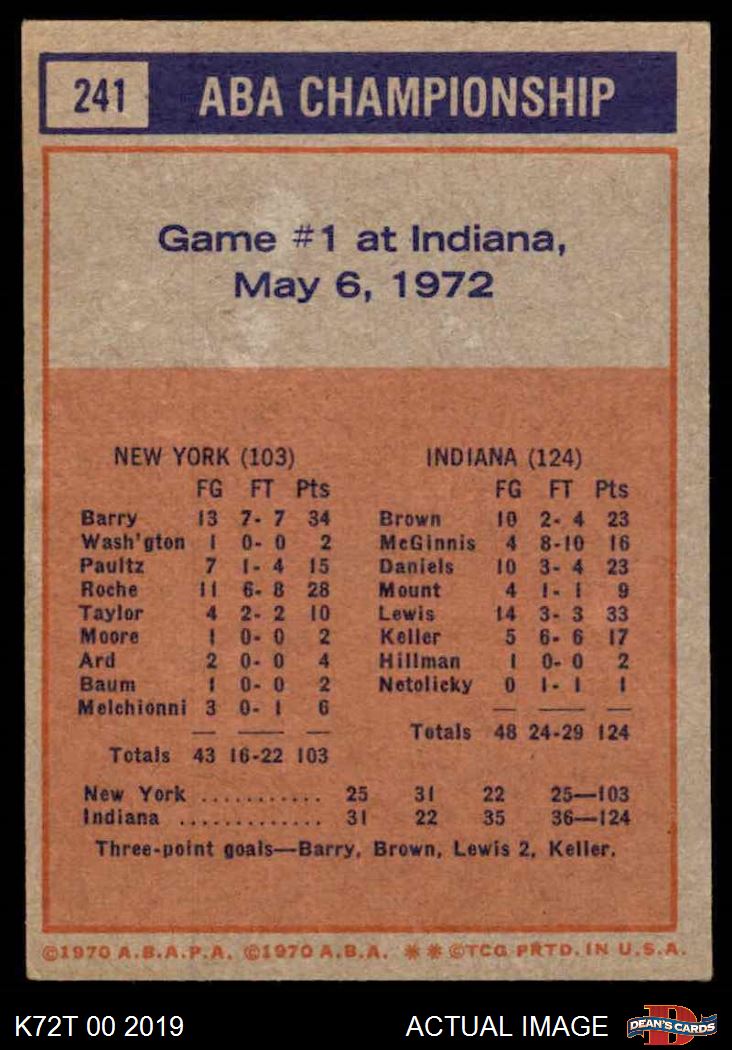 241 ABA CHAMPIONSHIP
Game #1 at Indiana,
May 6, 1972
NEW YORK (103) INDIANA (124)
FG FT Pts FG FT Pts
Barry 13 7- 7 34 Brown 10 2- 4 23
Wash'gton 1 0- 0 2 McGinnis 4 8-10 16
Paultz 7 1- 4 15 Daniels 10 3- 4 23
Roche 11 6- 8 28 Mount 4 1- 1 9
Taylor 4 2- 2 10 Lewis 14 3- 3 33
Moore 1 0- 0 2 Keller 5 6- 6 17
Ard 2 0- 0 4 Hillman 1 0- 0 2
Baum 1 0- 0 2 Netolicky 0 1- 1 1
Melchionni 3 0- 1 6
Totals 48 24-29 124
Totals 43 16-22 103
New York ........... 25 31 22 25—103
Indiana ............. 31 22 35 36—124
Three-point goals—Barry, Brown, Lewis 2, Keller.
©1970 A.B.A.P.A. ©1970 A.B.A. ** ©TCG PRTD. IN U.S.A.
K72T 00 2019 ACTUAL IMAGE D DEAN'S CARDS